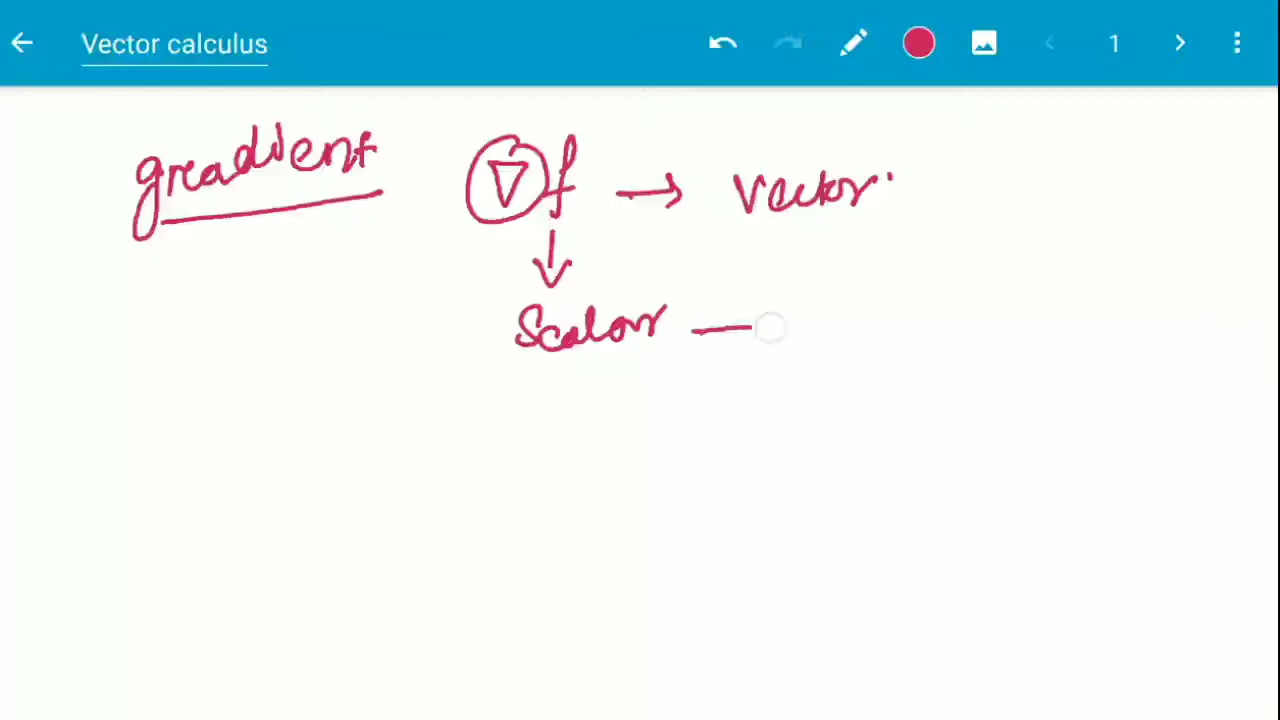 Vector calculus 1
gradient ∇f → vector.
↓
Scalar —